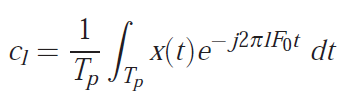 c_l = \frac{1}{T_p} \int_{T_p} x(t) e^{-j2\pi l F_0 t} dt